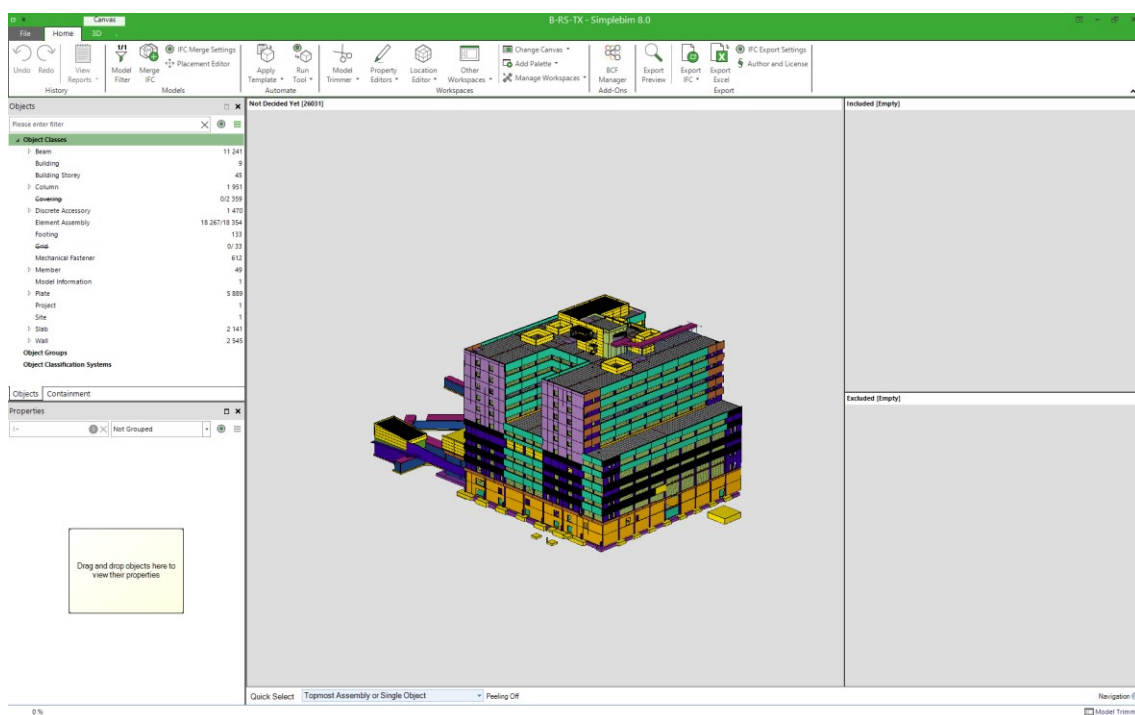 Canvas
B-RS-TX - Simplebim 8.0
File Home 3D
Undo Redo View Reports
Model Filter Merge IFC IFC Merge Settings Placement Editor
Apply Template Run Tool
Model Trimmer Property Editors Location Editor Other Workspaces Change Canvas Add Palette Manage Workspaces
BCF Manager
Export Preview Export IFC Export Excel IFC Export Settings Author and License
History Models Automate Workspaces Add-Ons Export
Objects
Please enter filter
Object Classes
Beam 11 241
Building 9
Building Storey 45
Column 1 951
Covering 0/2 359
Discrete Accessory 1 470
Element Assembly 18 267/18 354
Footing 133
Grid 0/ 33
Mechanical Fastener 612
Member 49
Model Information 1
Plate 5 889
Project 1
Site 1
Slab 2 141
Wall 2 545
Object Groups
Object Classification Systems
Objects Containment
Properties
Not Grouped
Drag and drop objects here to
view their properties
Not Decided Yet [26031]
Included [Empty]
Excluded [Empty]
Quick Select Topmost Assembly or Single Object Peeling Off Navigation
0 % Model Trimm